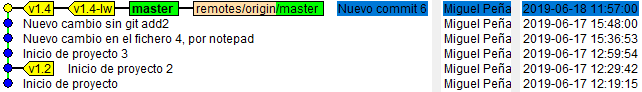 v1.4 v1.4-lw master remotes/origin/master Nuevo commit 6 Miguel Peña 2019-06-18 11:57:00
Nuevo cambio sin git add2 Miguel Peña 2019-06-17 15:48:00
Nuevo cambio en el fichero 4, por notepad Miguel Peña 2019-06-17 15:36:53
Inicio de proyecto 3 Miguel Peña 2019-06-17 12:59:54
v1.2 Inicio de proyecto 2 Miguel Peña 2019-06-17 12:29:42
Inicio de proyecto Miguel Peña 2019-06-17 12:19:15